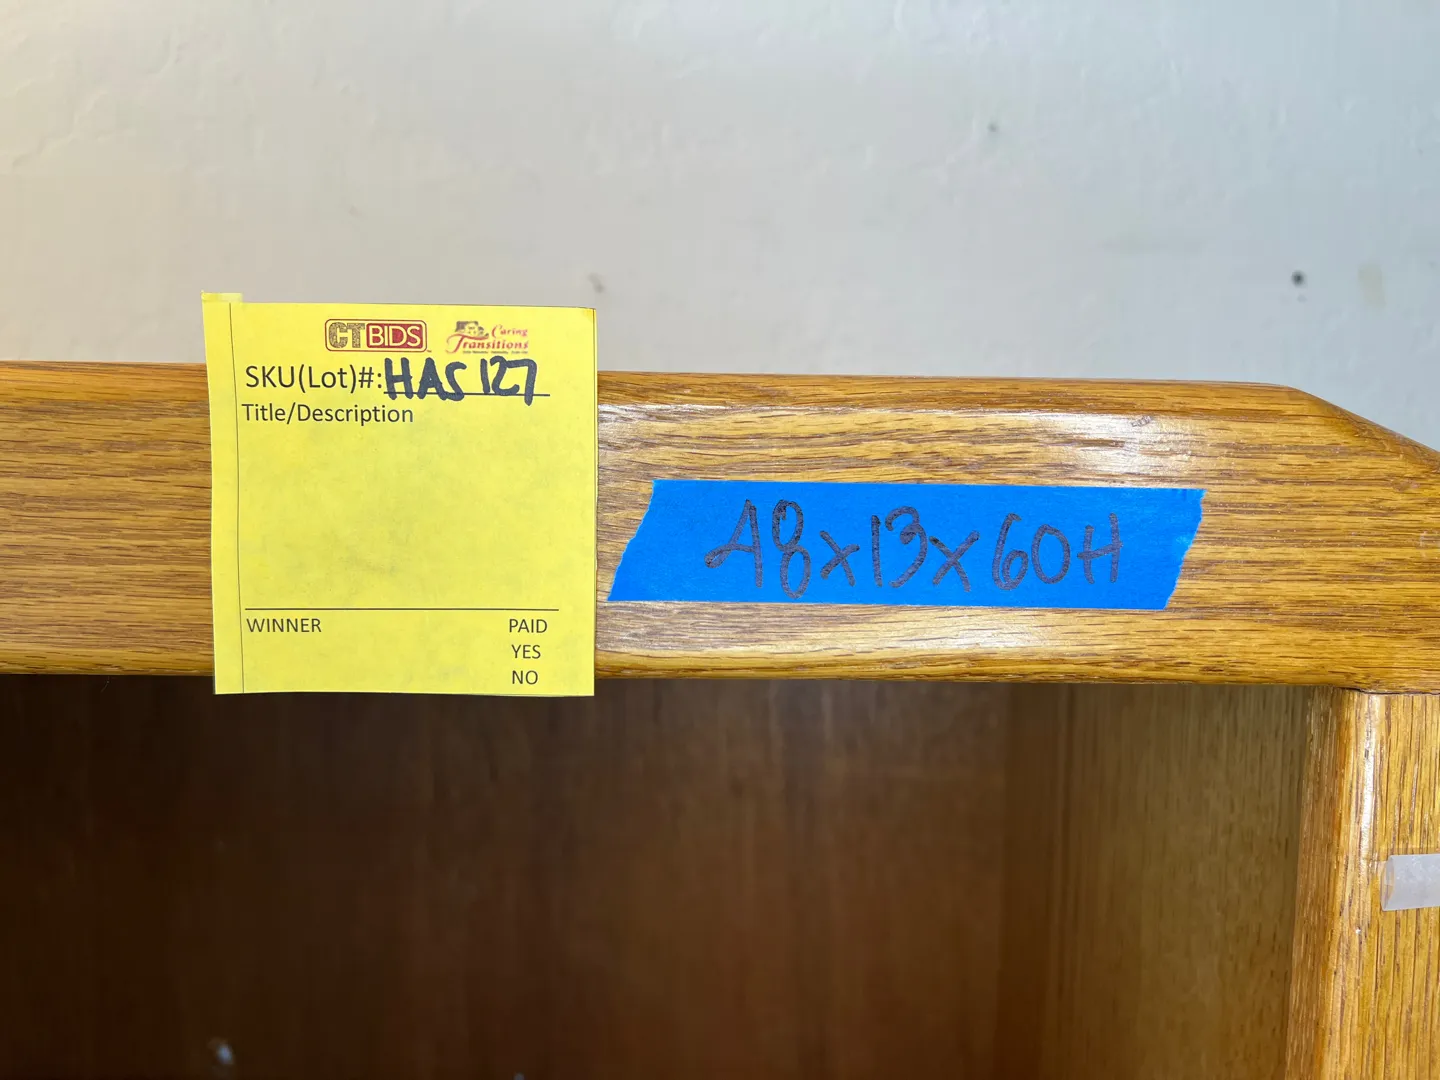 CTBIDS
Caring Transitions
SKU(Lot)#: HAS 127
Title/Description
WINNER PAID
YES
NO
48x13x60H